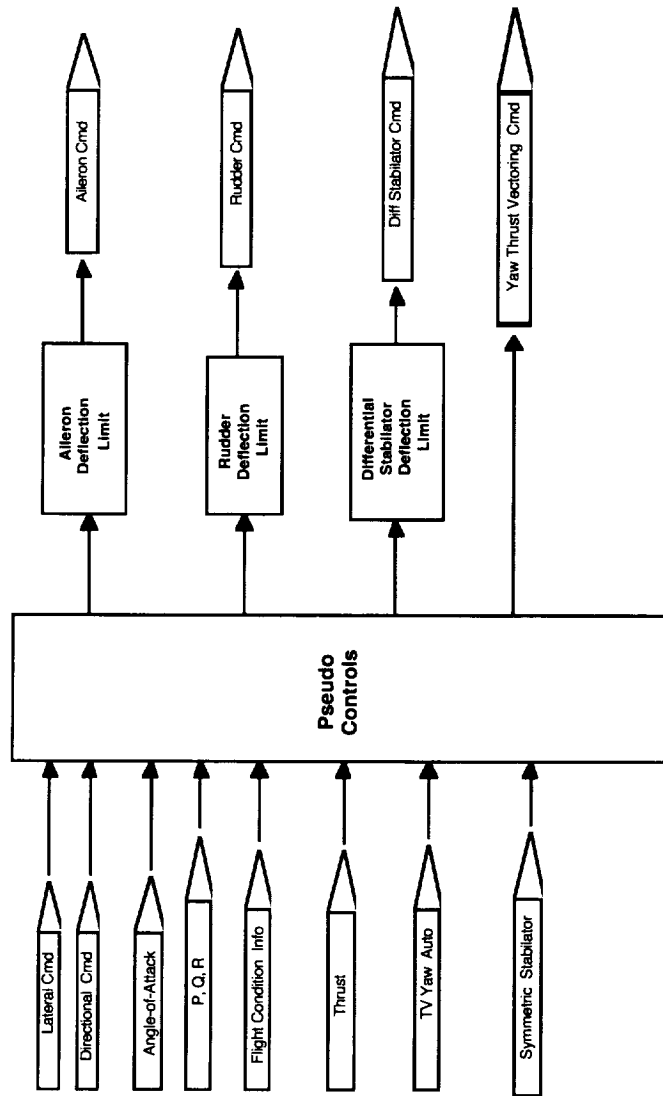 Lateral Cmd
Directional Cmd
Angle-of-Attack
P, Q, R
Flight Condition Info
Thrust
TV Yaw Auto
Symmetric Stabilator
Pseudo
Controls
Aileron
Deflection
Limit
Rudder
Deflection
Limit
Differential
Stabilator
Deflection
Limit
Aileron Cmd
Rudder Cmd
Diff Stabilator Cmd
Yaw Thrust Vectoring Cmd